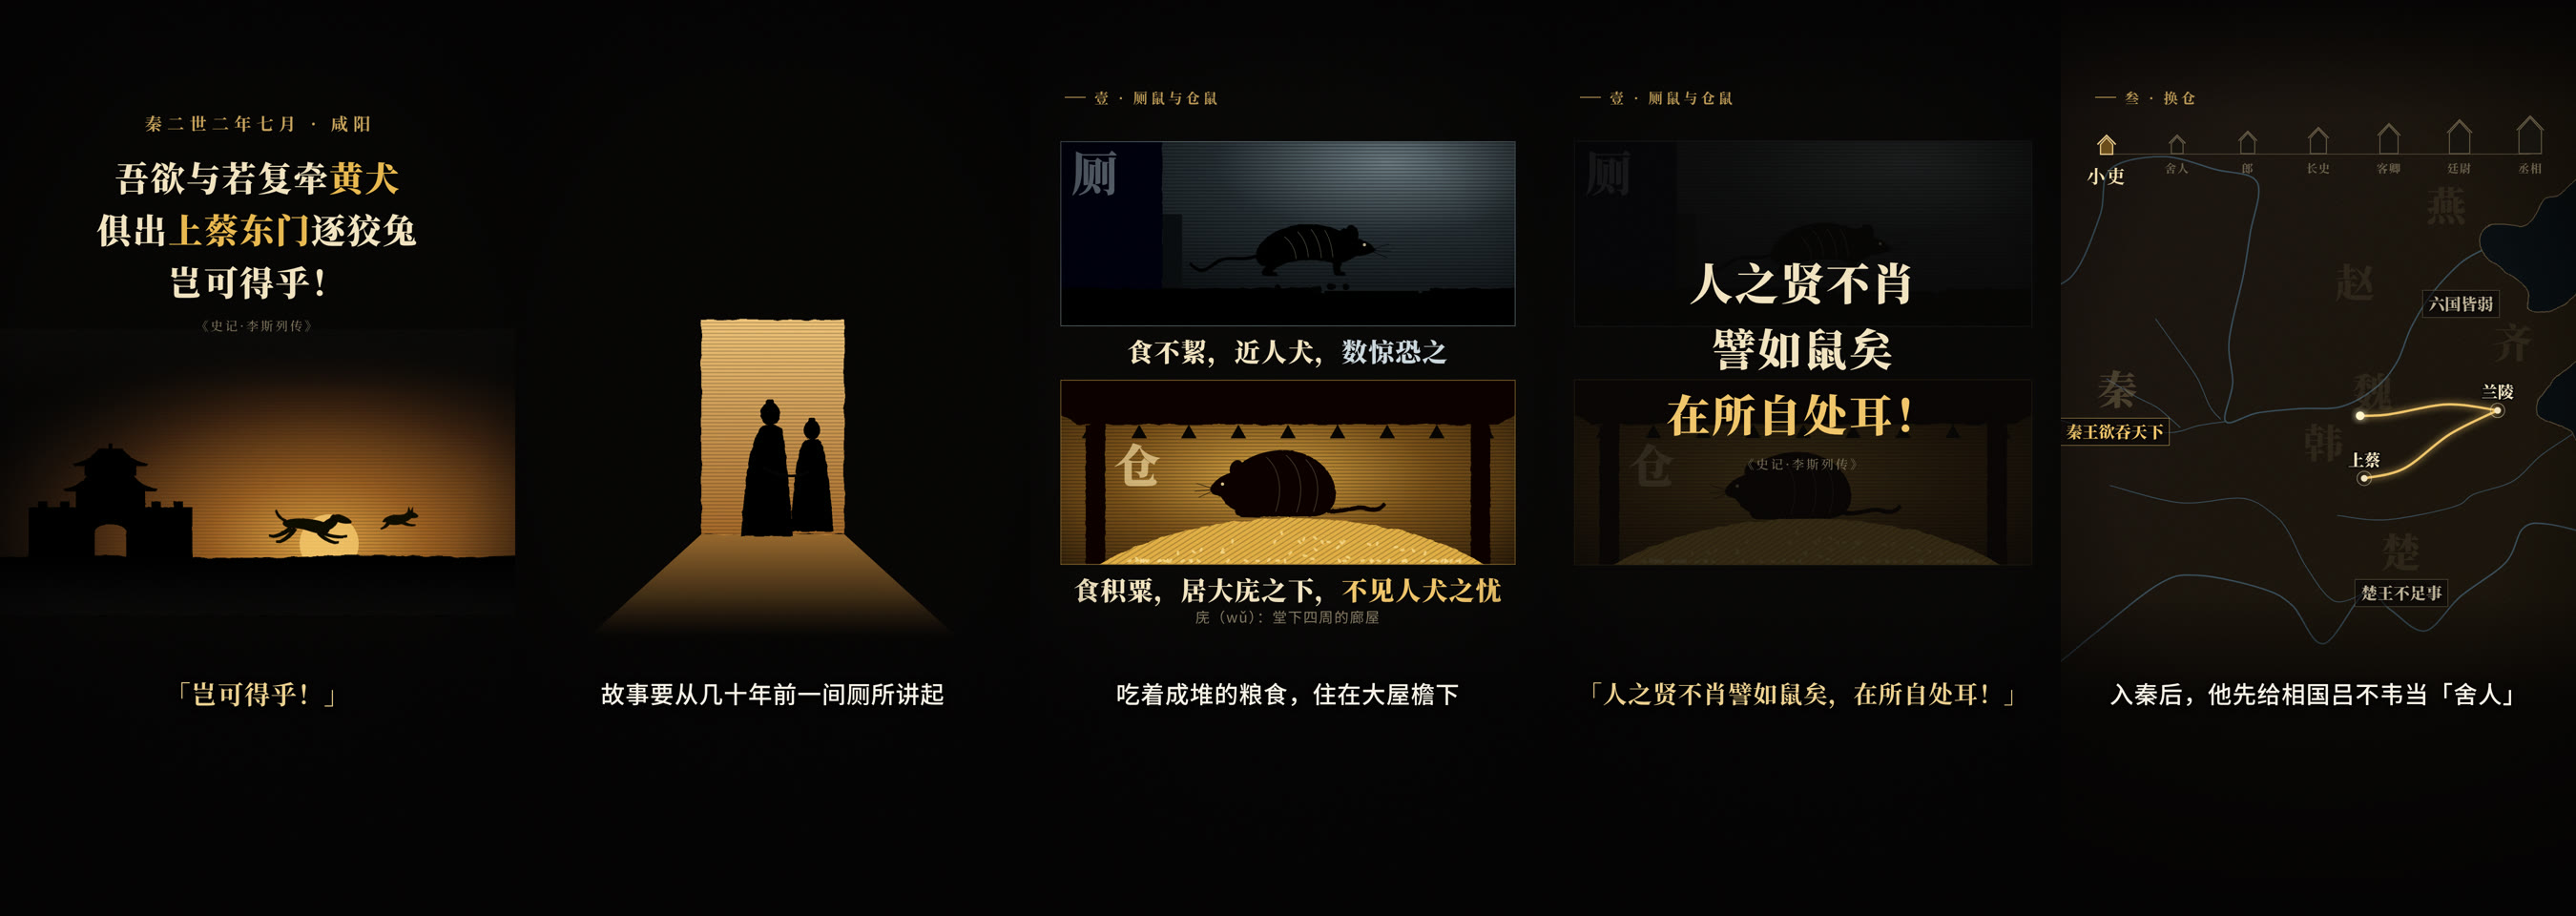 秦二世二年七月 · 咸阳
吾欲与若复牵黄犬
俱出上蔡东门逐狡兔
岂可得乎！
《史记·李斯列传》
「岂可得乎！」
故事要从几十年前一间厕所讲起
壹 · 厕鼠与仓鼠
厕
食不絜，近人犬，数惊恐之
仓
食积粟，居大庑之下，不见人犬之忧
庑（wǔ）：堂下四周的廊屋
吃着成堆的粮食，住在大屋檐下
壹 · 厕鼠与仓鼠
厕
人之贤不肖
譬如鼠矣
在所自处耳！
仓
《史记·李斯列传》
「人之贤不肖譬如鼠矣，在所自处耳！」
叁 · 换仓
小吏 舍人 郎 长史 客卿 廷尉 丞相
燕
赵
六国皆弱
齐
秦
魏
兰陵
秦王欲吞天下
韩
上蔡
楚
楚王不足事
入秦后，他先给相国吕不韦当「舍人」